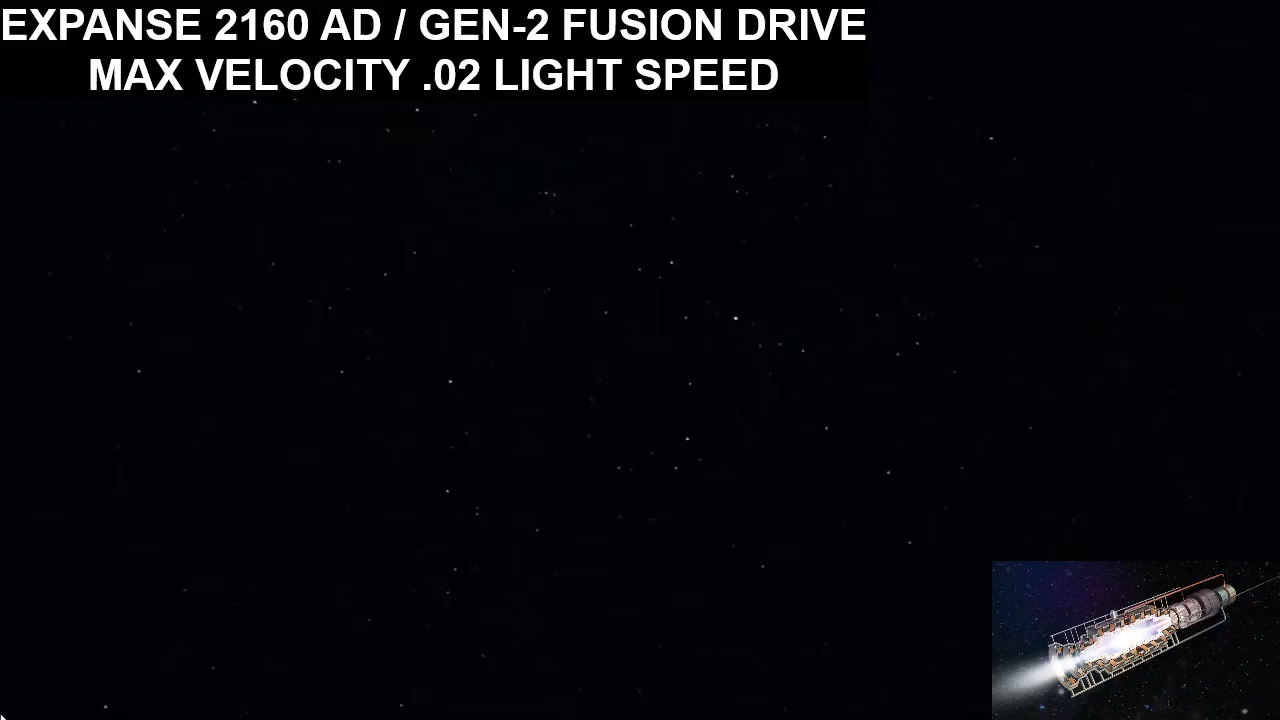 EXPANSE 2160 AD / GEN-2 FUSION DRIVE
MAX VELOCITY .02 LIGHT SPEED